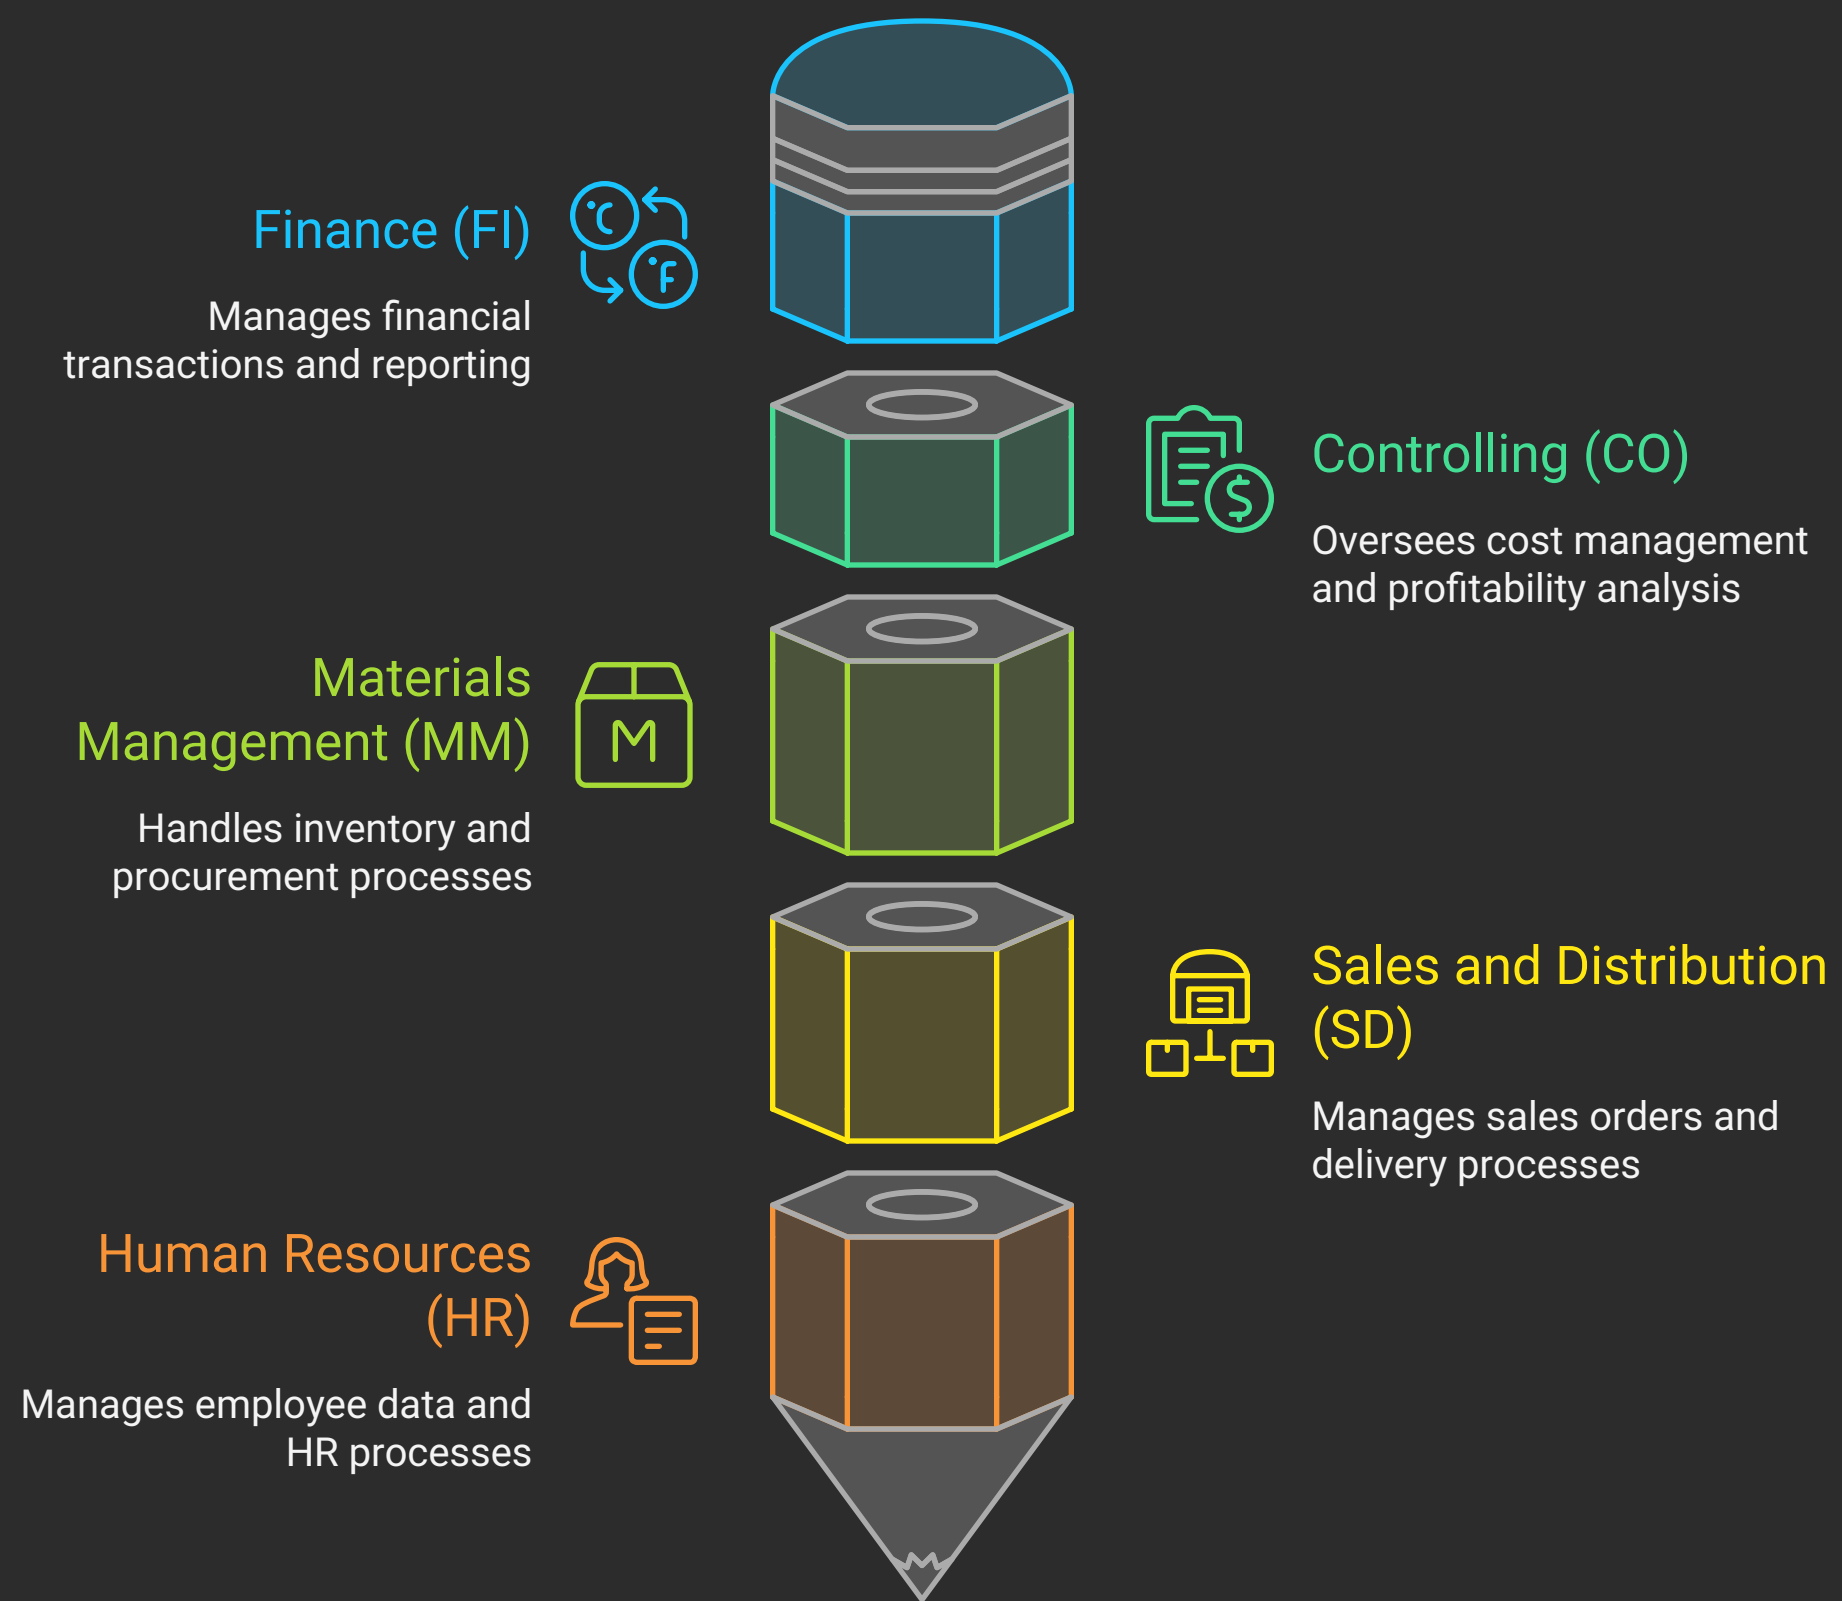 °C
°F
Finance (FI)
Manages financial
transactions and reporting
$
Controlling (CO)
Oversees cost management
and profitability analysis
Materials
Management (MM)
M
Handles inventory and
procurement processes
Sales and Distribution
(SD)
Manages sales orders and
delivery processes
Human Resources
(HR)
Manages employee data and
HR processes